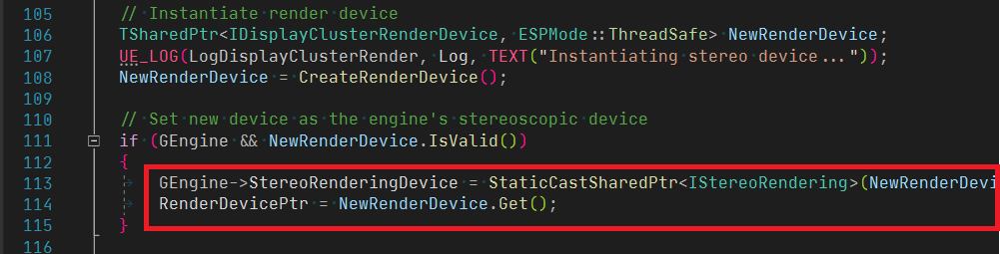 105 // Instantiate render device
106 TSharedPtr<IDisplayClusterRenderDevice, ESPMode::ThreadSafe> NewRenderDevice;
107 UE_LOG(LogDisplayClusterRender, Log, TEXT("Instantiating stereo device..."));
108 NewRenderDevice = CreateRenderDevice();
109
110 // Set new device as the engine's stereoscopic device
111 if (GEngine && NewRenderDevice.IsValid())
112 {
113 GEngine->StereoRenderingDevice = StaticCastSharedPtr<IStereoRendering>(NewRenderDevi
114 RenderDevicePtr = NewRenderDevice.Get();
115 }
116